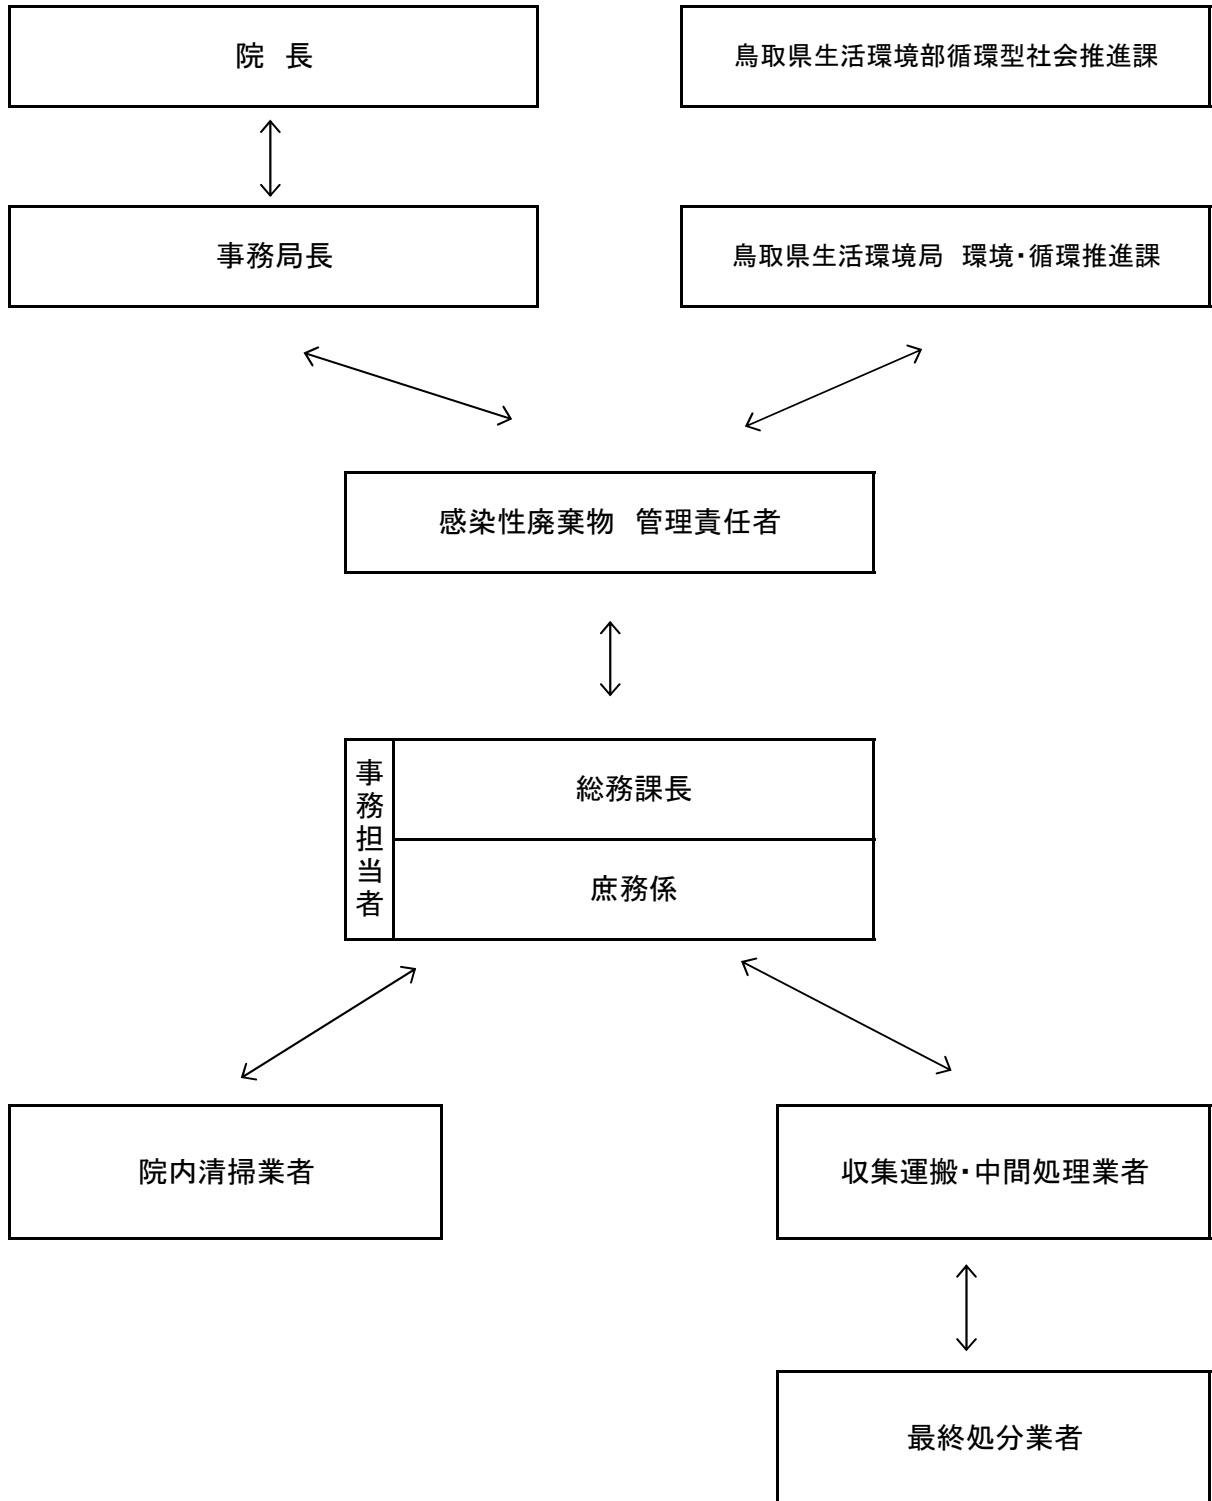 院　長
鳥取県生活環境部循環型社会推進課
事務局長
鳥取県生活環境局　環境・循環推進課
感染性廃棄物　管理責任者
事務担当者
総務課長
庶務係
院内清掃業者
収集運搬・中間処理業者
最終処分業者